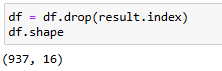 df = df.drop(result.index)
df.shape
(937, 16)